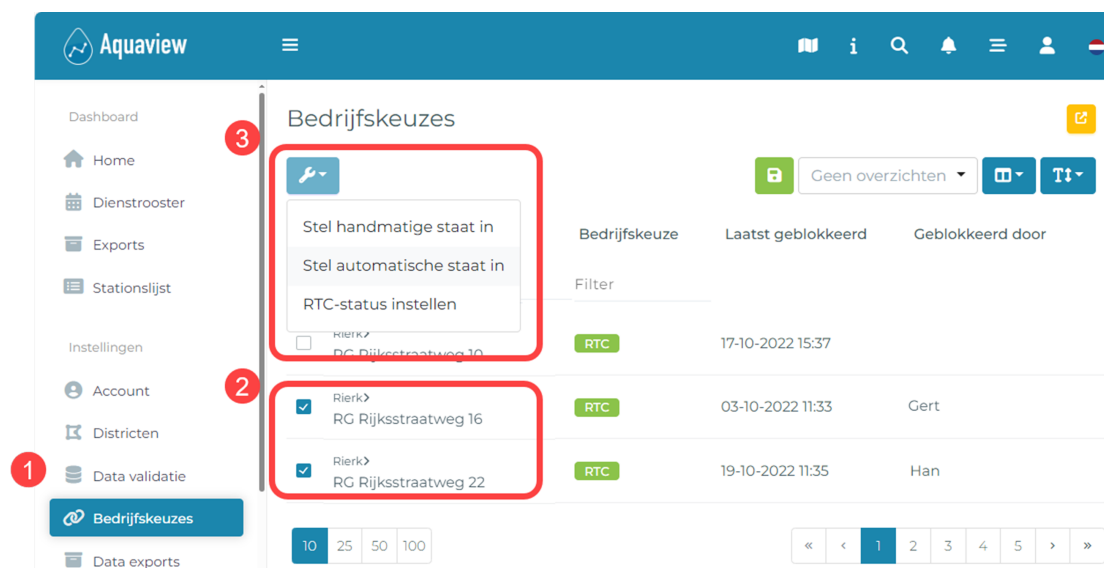 Aquaview
Dashboard
Home
Dienstrooster
Exports
Stationslijst
Instellingen
Account
Districten
Data validatie
Bedrijfskeuzes
Data exports
1
2
3
Bedrijfskeuzes
Geen overzichten
Stel handmatige staat in
Stel automatische staat in
RTC-status instellen
Bedrijfskeuze Laatst geblokkeerd Geblokkeerd door
Filter
Rierk
RG Rijksstraatweg 10
RTC 17-10-2022 15:37
Rierk
RG Rijksstraatweg 16
RTC 03-10-2022 11:33 Gert
Rierk
RG Rijksstraatweg 22
RTC 19-10-2022 11:35 Han
10 25 50 100
« ‹ 1 2 3 4 5 › »